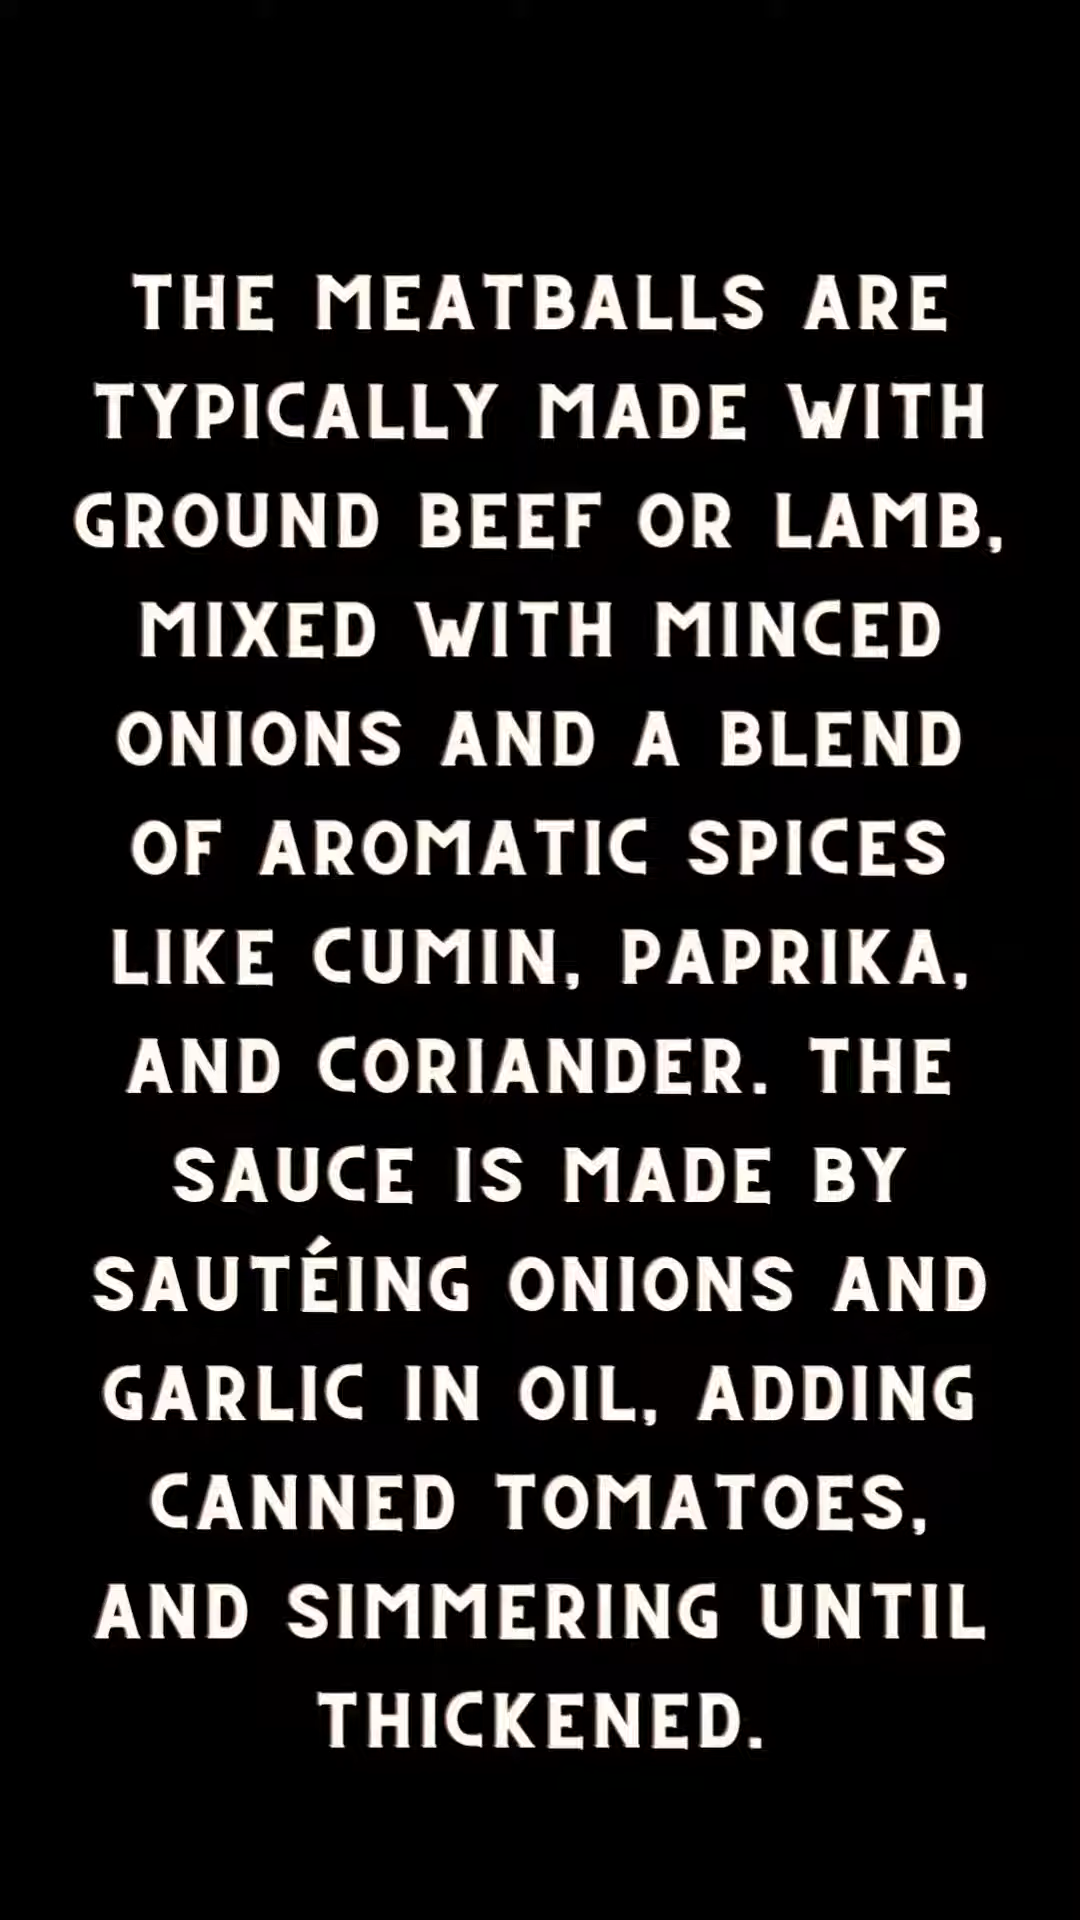 THE MEATBALLS ARE
TYPICALLY MADE WITH
GROUND BEEF OR LAMB,
MIXED WITH MINCED
ONIONS AND A BLEND
OF AROMATIC SPICES
LIKE CUMIN, PAPRIKA,
AND CORIANDER. THE
SAUCE IS MADE BY
SAUTÉING ONIONS AND
GARLIC IN OIL, ADDING
CANNED TOMATOES,
AND SIMMERING UNTIL
THICKENED.